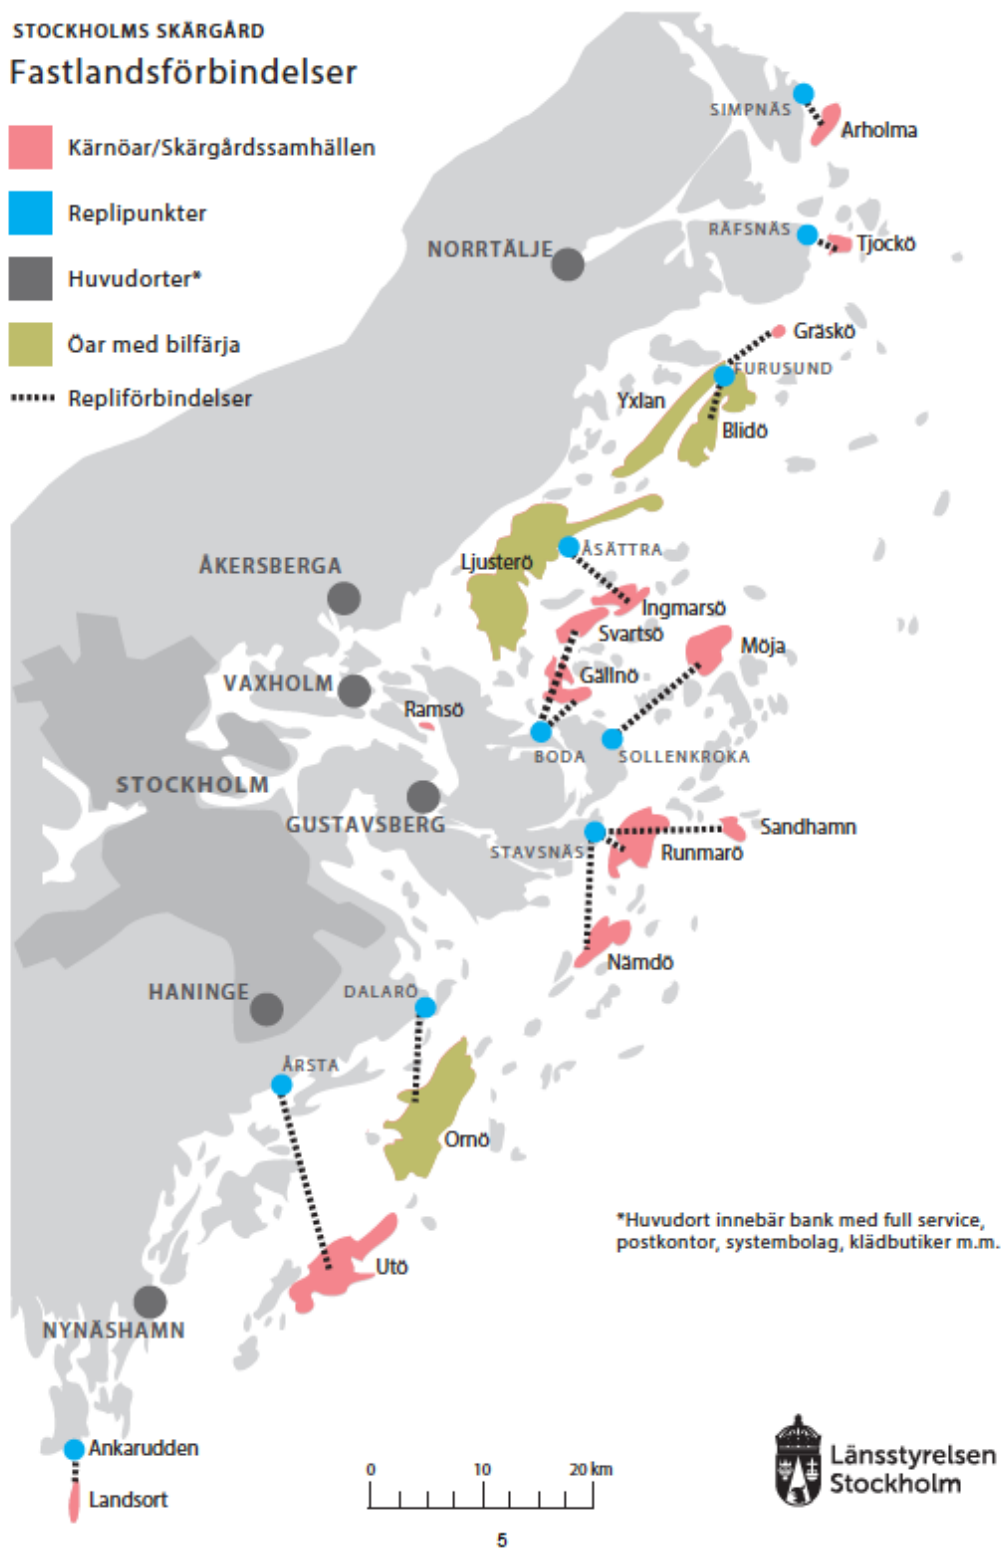 STOCKHOLMS SKÄRGÅRD
Fastlandsförbindelser
Kärnöar/Skärgårdssamhällen
Replipunkter
Huvudorter*
Öar med bilfärja
Repliförbindelser
SIMPNÄS
Arholma
RÄFSNÄS
Tjockö
NORRTÄLJE
Gräskö
FURUSUND
Yxlan
Blidö
ÅSÄTTRA
Ljusterö
ÅKERSBERGA
Ingmarsö
Svartsö
Möja
Gällnö
VAXHOLM
Ramsö
BODA
SOLLENKROKA
STOCKHOLM
GUSTAVSBERG
Sandhamn
STAVSNÄS
Runmarö
Nämdö
HANINGE
DALARÖ
ÅRSTA
Ornö
*Huvudort innebär bank med full service,
postkontor, systembolag, klädbutiker m.m.
Utö
NYNÄSHAMN
Ankarudden
Landsort
0 10 20 km
Länsstyrelsen
Stockholm
5